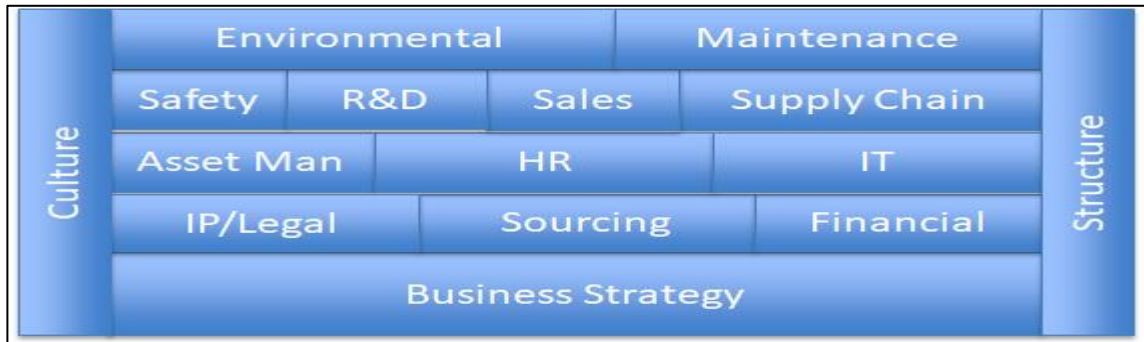 Culture
Environmental Maintenance
Safety R&D Sales Supply Chain
Asset Man HR IT
IP/Legal Sourcing Financial
Business Strategy
Structure